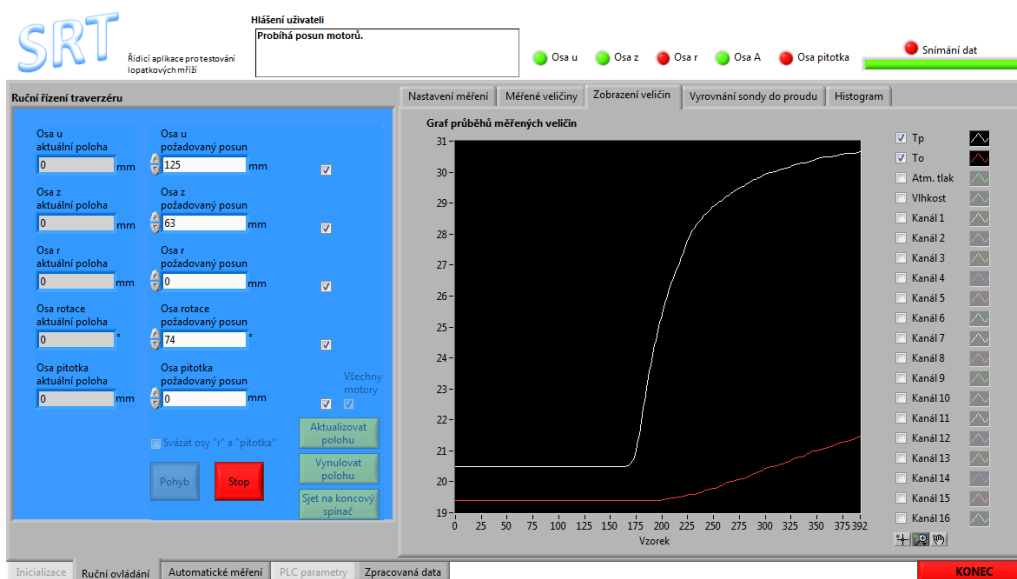 SRT
Řídicí aplikace pro testování
lopatkových mříží
Hlášení uživateli
Probíhá posun motorů.
Osa u
Osa z
Osa r
Osa A
Osa pitotka
Snímání dat
Ruční řízení traverzéru
Osa u
aktuální poloha
0 mm
Osa u
požadovaný posun
125 mm
Osa z
aktuální poloha
0 mm
Osa z
požadovaný posun
63 mm
Osa r
aktuální poloha
0 mm
Osa r
požadovaný posun
0 mm
Osa rotace
aktuální poloha
0 °
Osa rotace
požadovaný posun
74 °
Osa pitotka
aktuální poloha
0 mm
Osa pitotka
požadovaný posun
0 mm
Všechny
motory
Svázat osy "r" a "pitotka"
Pohyb
Stop
Aktualizovat
polohu
Vynulovat
polohu
Sjet na koncový
spínač
Nastavení měření
Měřené veličiny
Zobrazení veličin
Vyrovnání sondy do proudu
Histogram
Graf průběhů měřených veličin
31
30
29
28
27
26
25
24
23
22
21
20
19
0 25 50 75 100 125 150 175 200 225 250 275 300 325 350 375 392
Vzorek
Tp
To
Atm. tlak
Vlhkost
Kanál 1
Kanál 2
Kanál 3
Kanál 4
Kanál 5
Kanál 6
Kanál 7
Kanál 8
Kanál 9
Kanál 10
Kanál 11
Kanál 12
Kanál 13
Kanál 14
Kanál 15
Kanál 16
Inicializace
Ruční ovládání
Automatické měření
PLC parametry
Zpracovaná data
KONEC